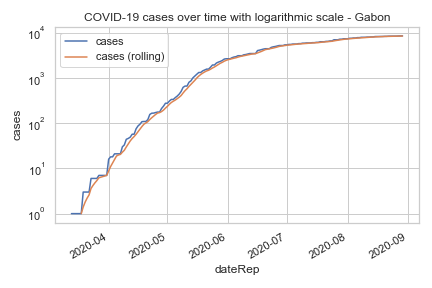 COVID-19 cases over time with logarithmic scale - Gabon
cases
cases (rolling)
10⁴
10³
10²
10¹
10⁰
cases
2020-04
2020-05
2020-06
2020-07
2020-08
2020-09
dateRep